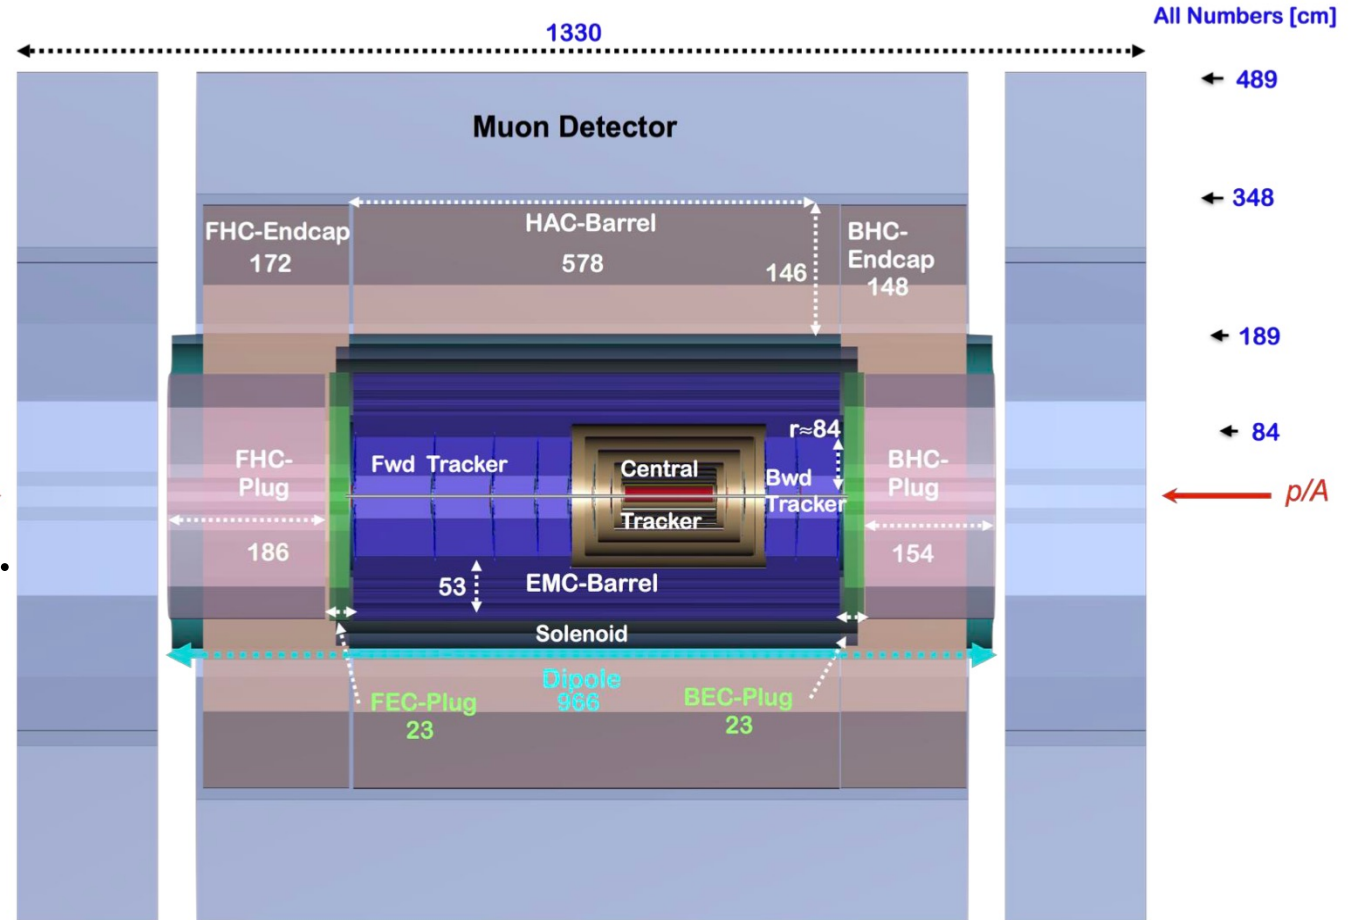 All Numbers [cm]
1330
489
Muon Detector
348
FHC-Endcap
172
HAC-Barrel
578
146
BHC-
Endcap
148
189
r≈84
84
FHC-
Plug
Fwd Tracker
Central
Tracker
Bwd
Tracker
BHC-
Plug
p/A
186
154
53
EMC-Barrel
Solenoid
Dipole
966
FEC-Plug
23
BEC-Plug
23